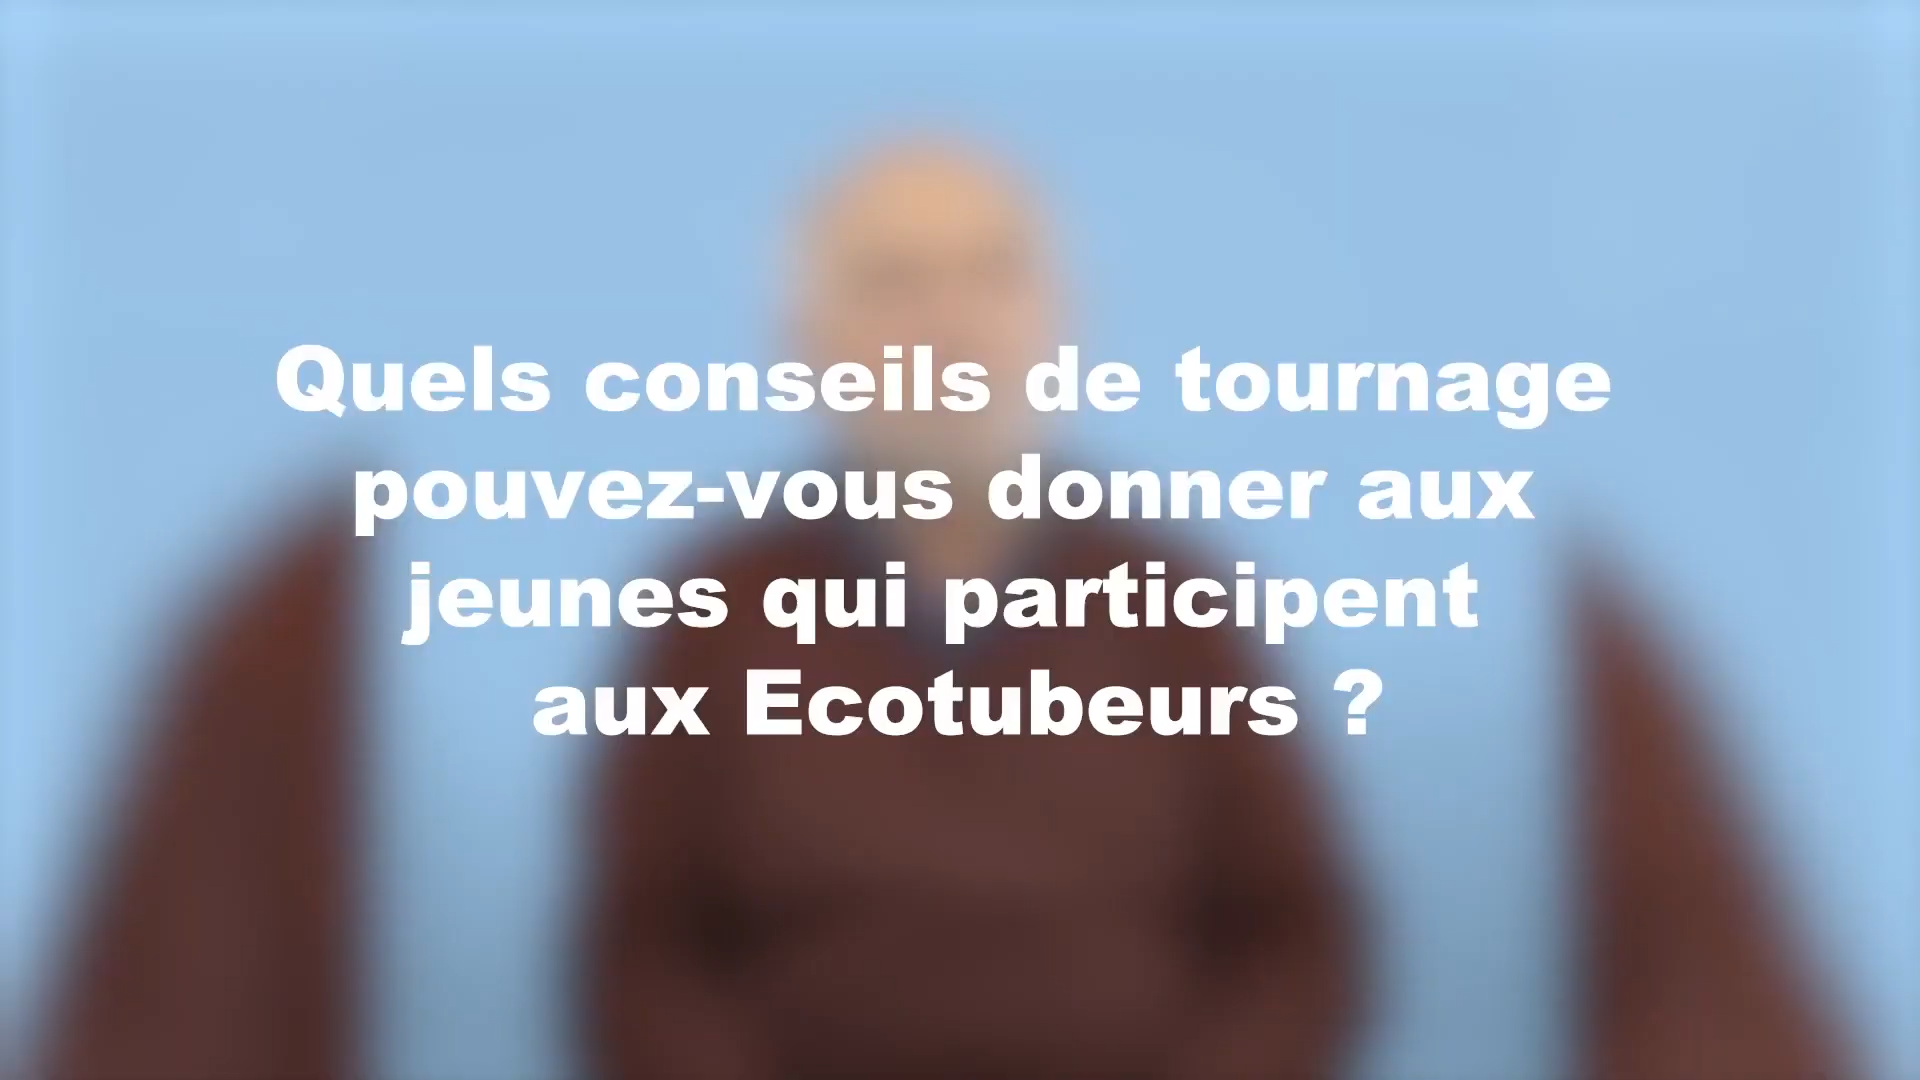 Quels conseils de tournage
pouvez-vous donner aux
jeunes qui participent
aux Ecotubeurs ?